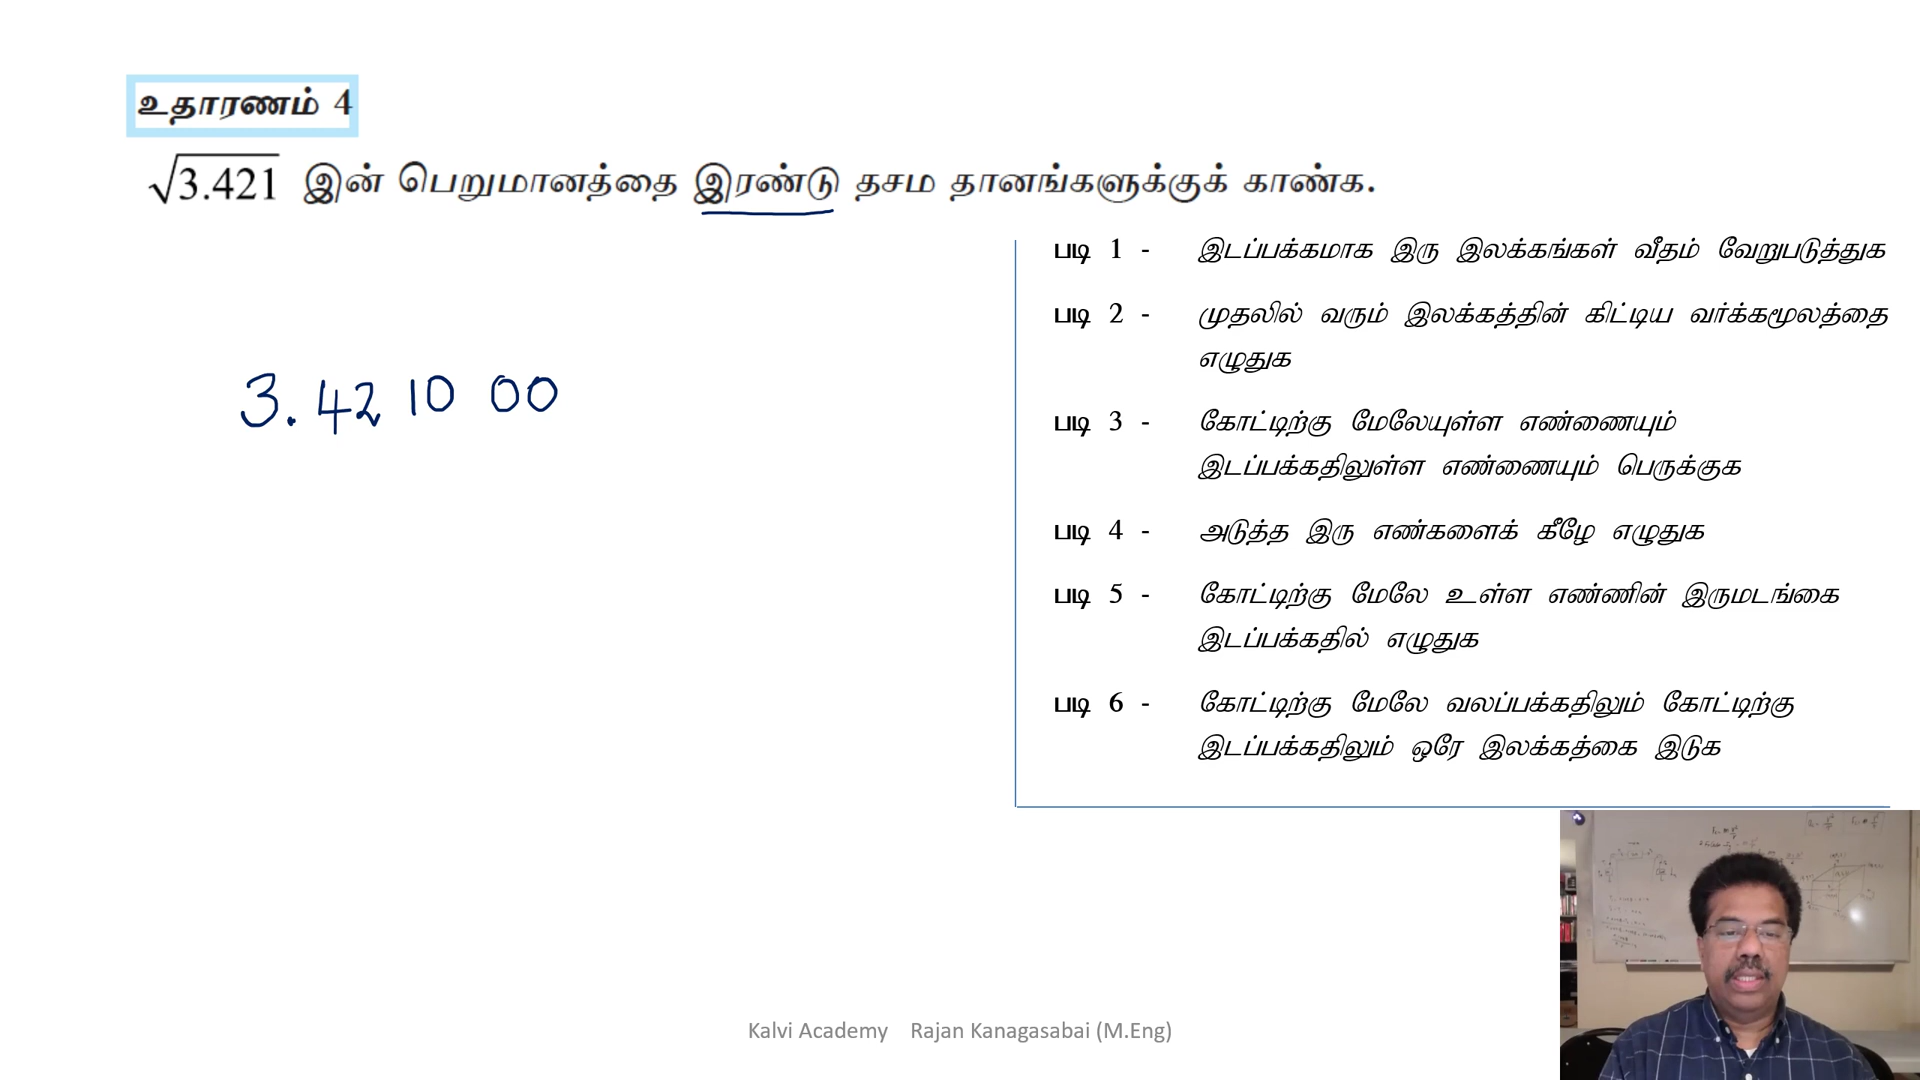 உதாரணம் 4
√3.421 இன் பெறுமானத்தை இரண்டு தசம தானங்களுக்குக் காண்க.
3. 42 10 00
படி 1 - இடப்பக்கமாக இரு இலக்கங்கள் வீதம் வேறுபடுத்துக
படி 2 - முதலில் வரும் இலக்கத்தின் கிட்டிய வர்க்கமூலத்தை
எழுதுக
படி 3 - கோட்டிற்கு மேலேயுள்ள எண்ணையும்
இடப்பக்கதிலுள்ள எண்ணையும் பெருக்குக
படி 4 - அடுத்த இரு எண்களைக் கீழே எழுதுக
படி 5 - கோட்டிற்கு மேலே உள்ள எண்ணின் இருமடங்கை
இடப்பக்கதில் எழுதுக
படி 6 - கோட்டிற்கு மேலே வலப்பக்கதிலும் கோட்டிற்கு
இடப்பக்கதிலும் ஒரே இலக்கத்கை இடுக
Kalvi Academy Rajan Kanagasabai (M.Eng)